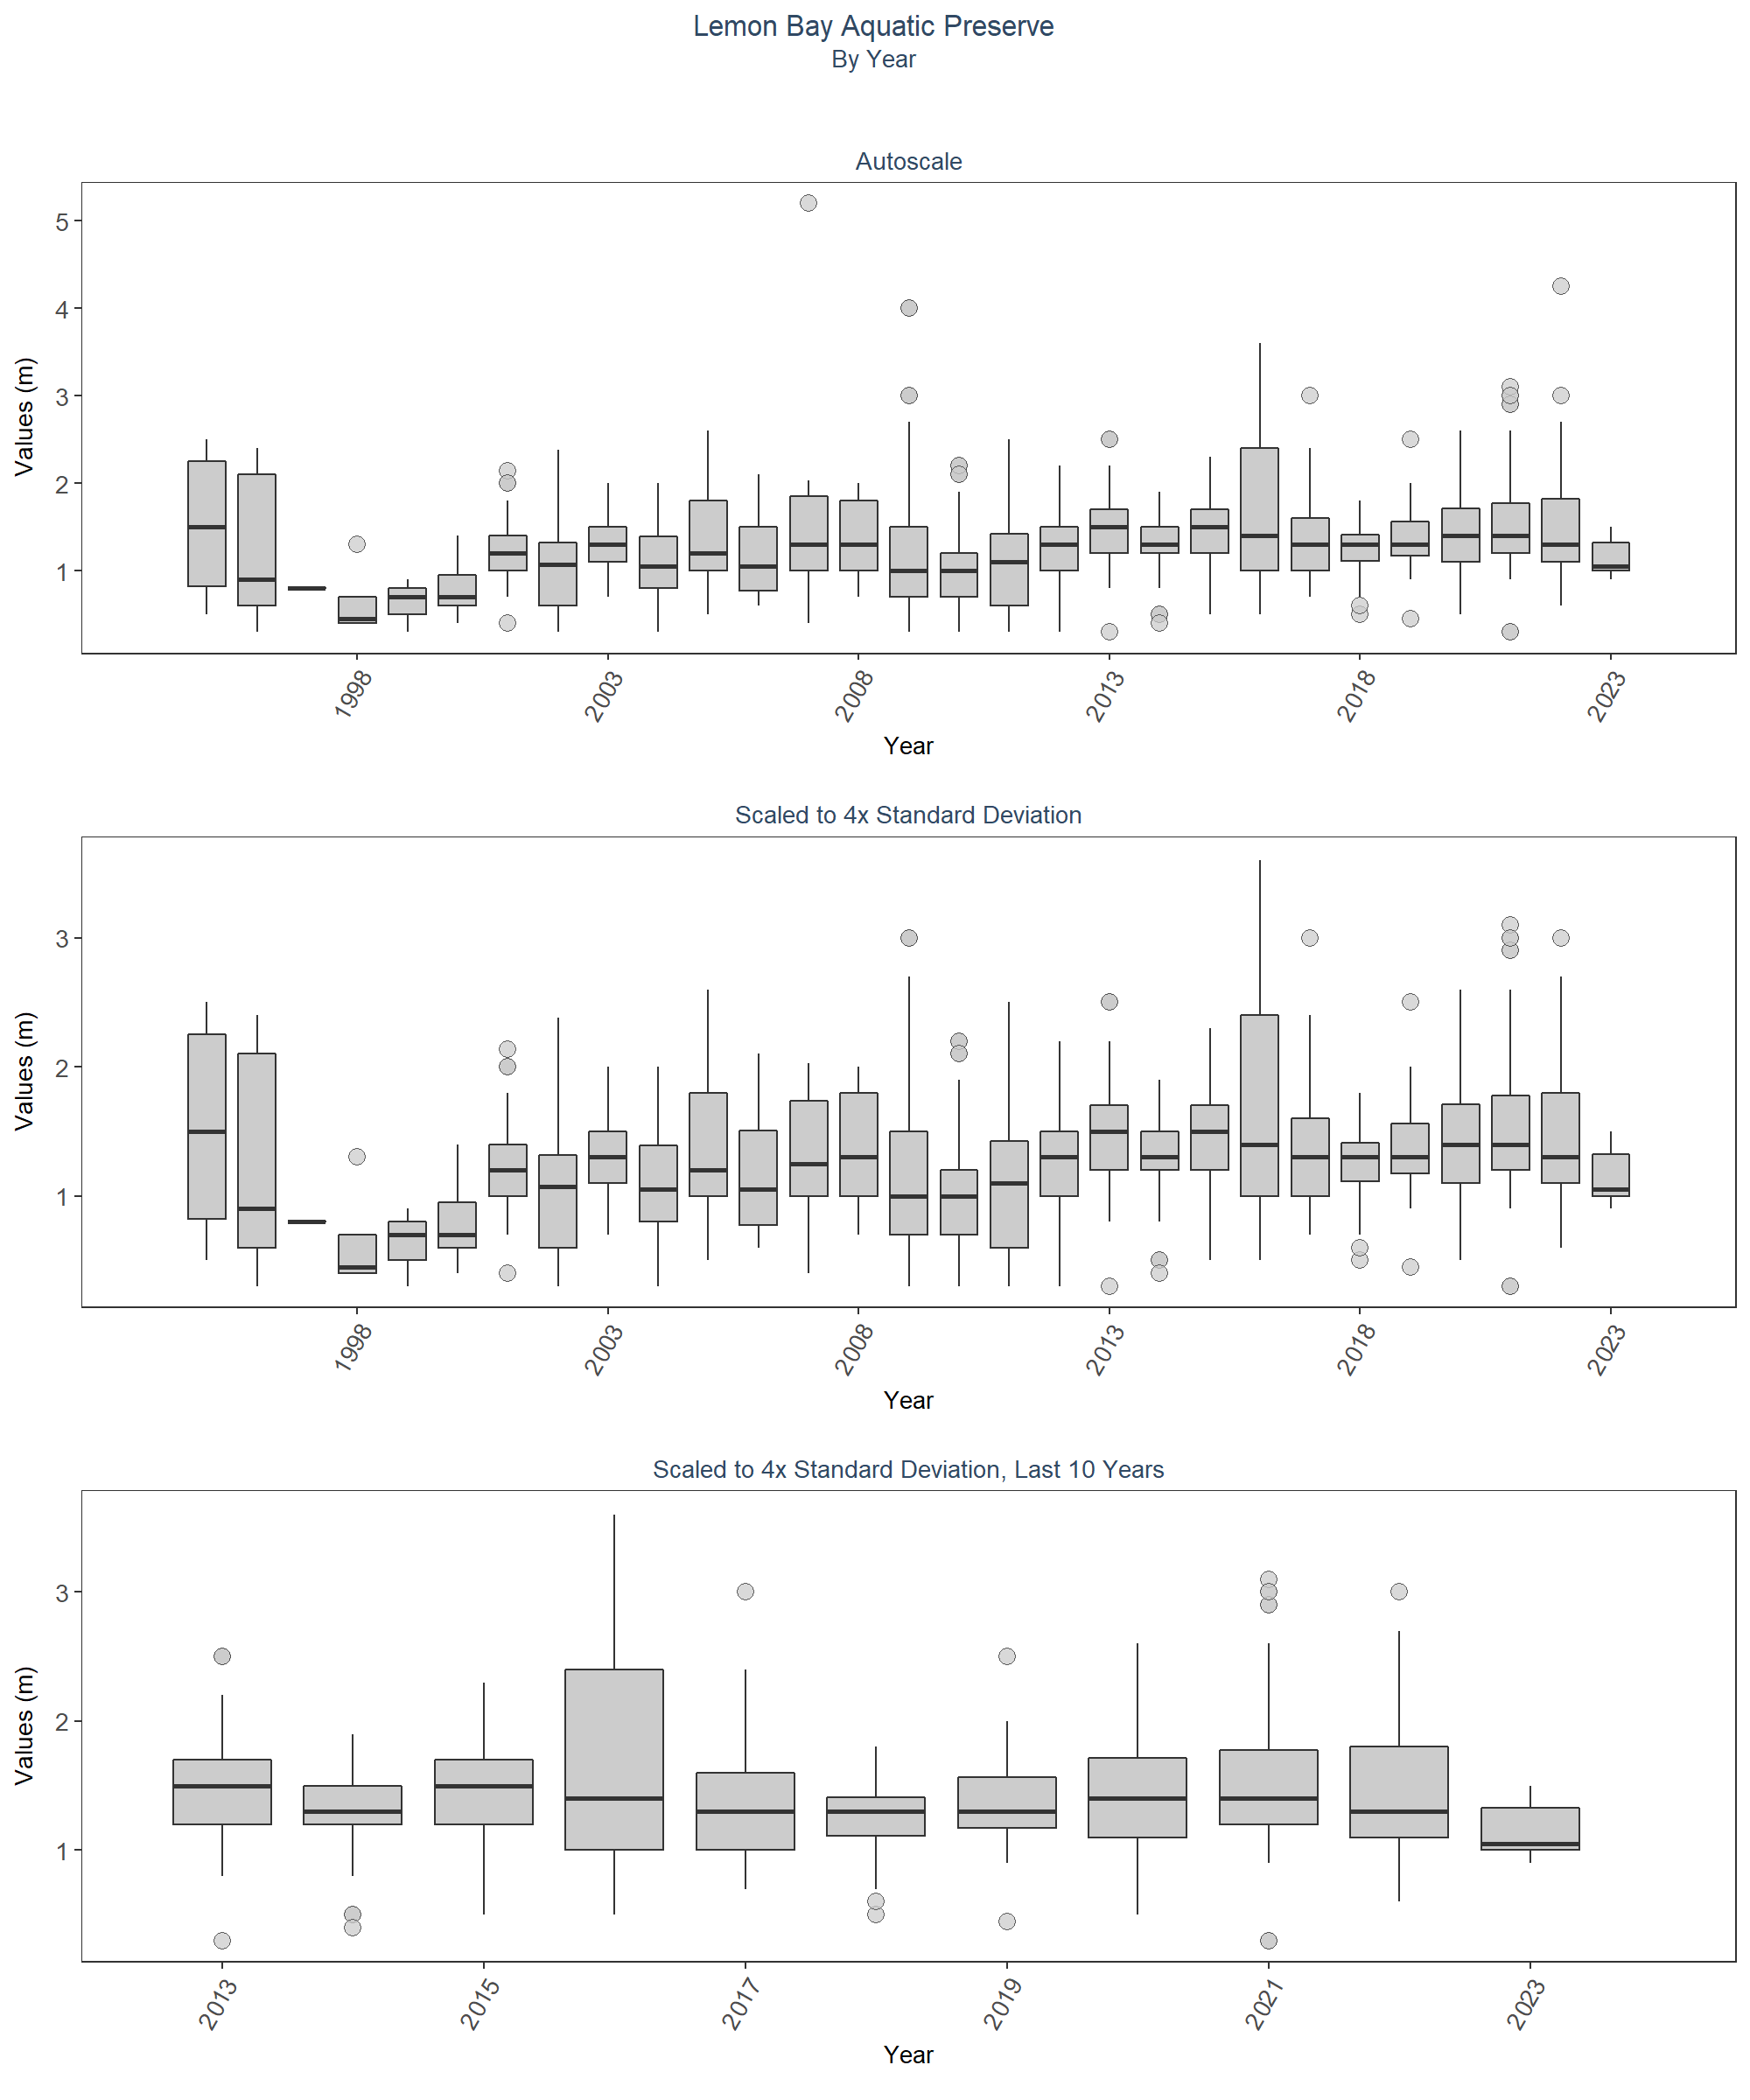 Lemon Bay Aquatic Preserve
By Year
Autoscale
Values (m)
5
4
3
2
1
1998 2003 2008 2013 2018 2023
Year
Scaled to 4x Standard Deviation
Values (m)
3
2
1
1998 2003 2008 2013 2018 2023
Year
Scaled to 4x Standard Deviation, Last 10 Years
Values (m)
3
2
1
2013 2015 2017 2019 2021 2023
Year